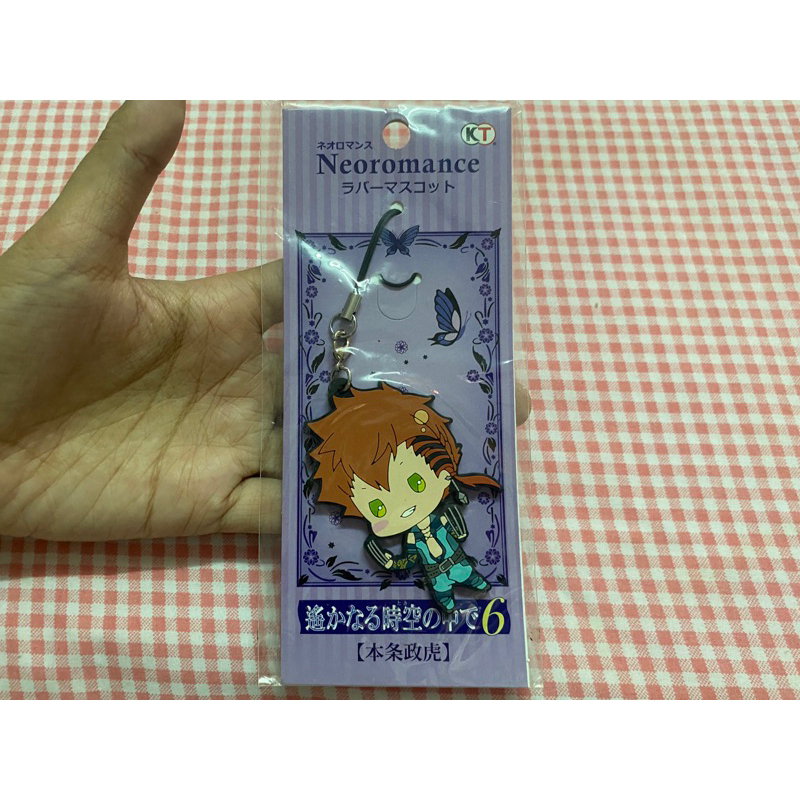 KT
ネオロマンス
Neoromance
ラバーマスコット
遙かなる時空の中で6
【本条政虎】